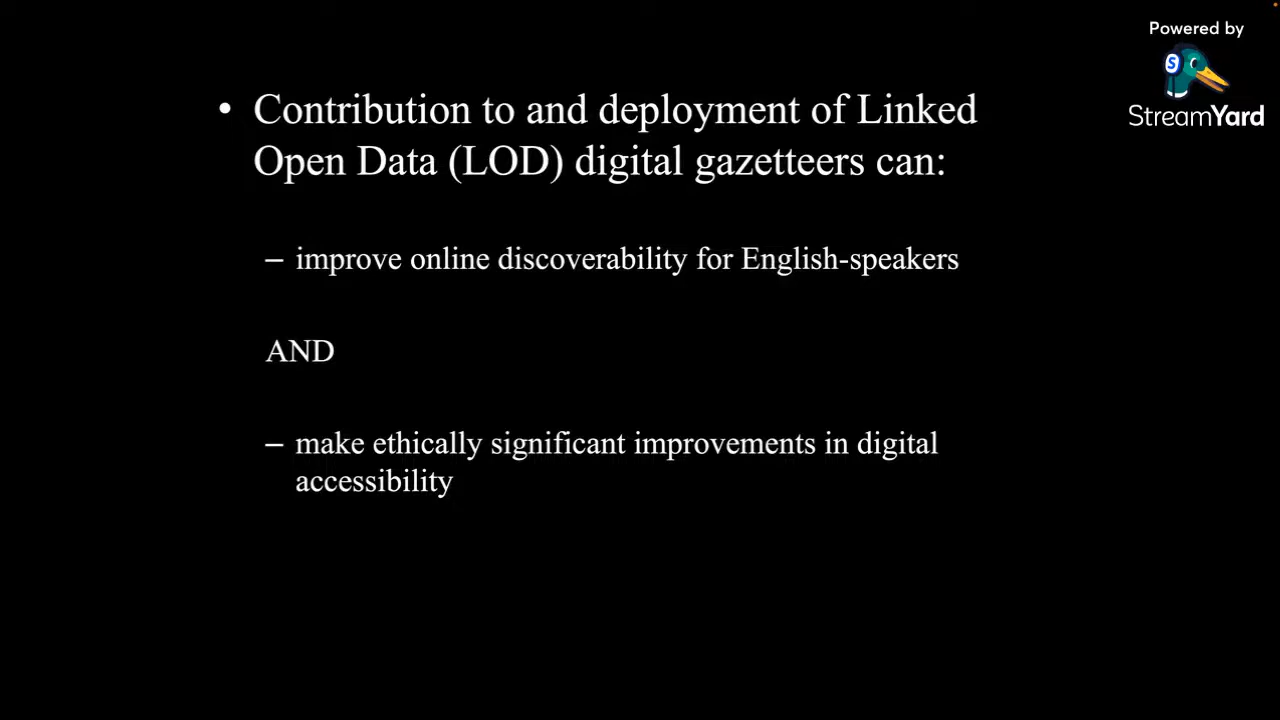 Powered by
S
StreamYard
• Contribution to and deployment of Linked
Open Data (LOD) digital gazetteers can:
– improve online discoverability for English-speakers
AND
– make ethically significant improvements in digital
accessibility